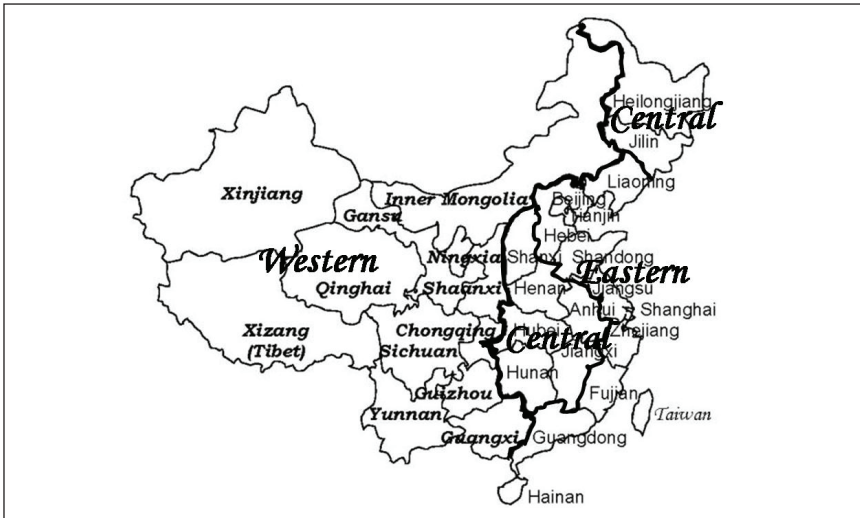 Heilongjiang
Central
Jilin
Liaoning
Xinjiang
Inner Mongolia
Beijing
Gansu
Tianjin
Hebei
Western
Ningxia
Shanxi
Shandong
Eastern
Qinghai
Shaanxi
Henan
Jiangsu
Anhui
Shanghai
Xizang
(Tibet)
Chongqing
Hubei
Central
Zhejiang
Sichuan
Jiangxi
Hunan
Guizhou
Fujian
Yunnan
Taiwan
Guangxi
Guangdong
Hainan